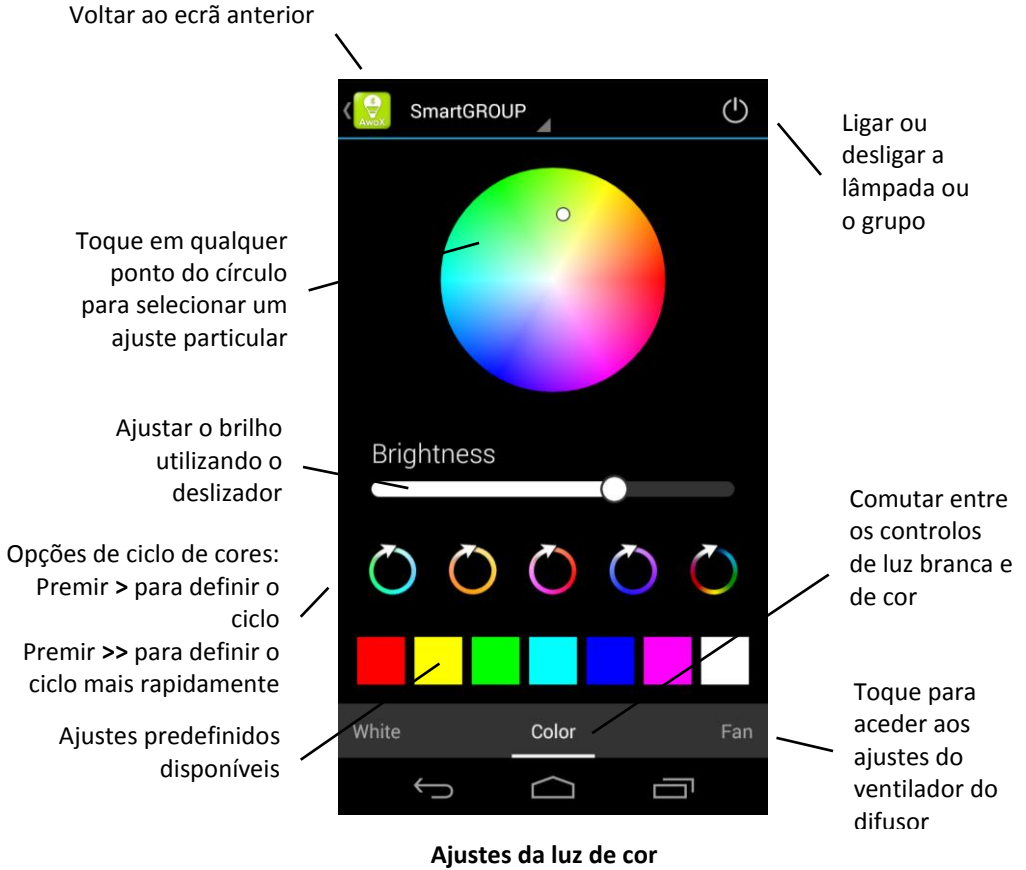 Voltar ao ecrã anterior
AwoX
SmartGROUP
Ligar ou
desligar a
lâmpada ou
o grupo
Toque em qualquer
ponto do círculo
para selecionar um
ajuste particular
Ajustar o brilho
utilizando o
deslizador
Brightness
Opções de ciclo de cores:
Premir > para definir o
ciclo
Premir >> para definir o
ciclo mais rapidamente
Comutar entre
os controlos
de luz branca e
de cor
Ajustes predefinidos
disponíveis
White
Color
Fan
Toque para
aceder aos
ajustes do
ventilador do
difusor
Ajustes da luz de cor